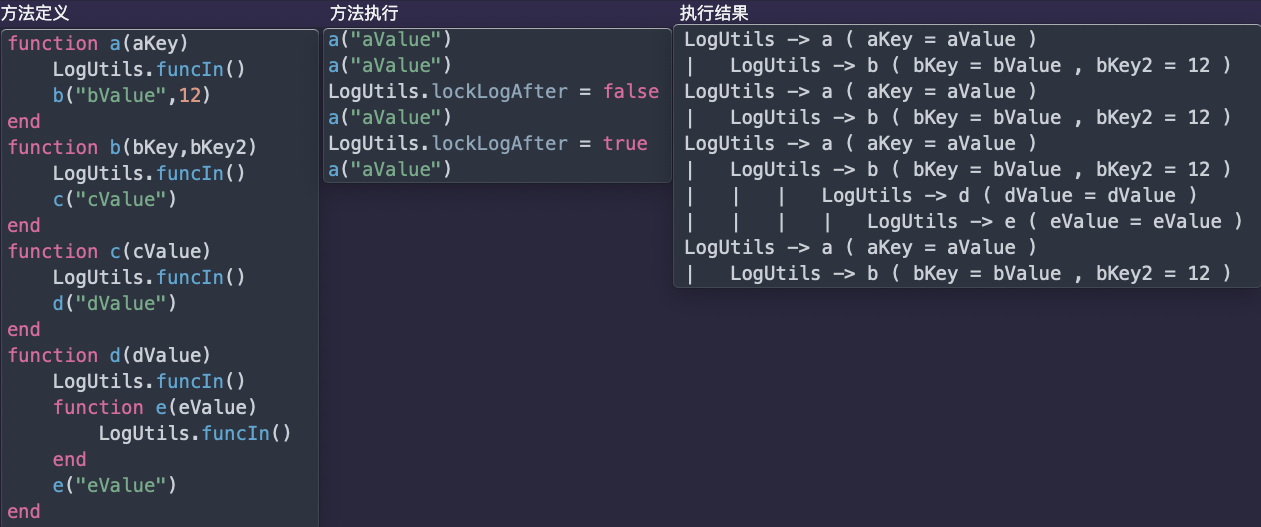 方法定义
function a(aKey)
    LogUtils.funcIn()
    b("bValue",12)
end
function b(bKey,bKey2)
    LogUtils.funcIn()
    c("cValue")
end
function c(cValue)
    LogUtils.funcIn()
    d("dValue")
end
function d(dValue)
    LogUtils.funcIn()
    function e(eValue)
        LogUtils.funcIn()
    end
    e("eValue")
end
方法执行
a("aValue")
a("aValue")
LogUtils.lockLogAfter = false
a("aValue")
LogUtils.lockLogAfter = true
a("aValue")
执行结果
LogUtils -> a ( aKey = aValue )
|   LogUtils -> b ( bKey = bValue , bKey2 = 12 )
LogUtils -> a ( aKey = aValue )
|   LogUtils -> b ( bKey = bValue , bKey2 = 12 )
LogUtils -> a ( aKey = aValue )
|   LogUtils -> b ( bKey = bValue , bKey2 = 12 )
|   |   |   LogUtils -> d ( dValue = dValue )
|   |   |   |   LogUtils -> e ( eValue = eValue )
LogUtils -> a ( aKey = aValue )
|   LogUtils -> b ( bKey = bValue , bKey2 = 12 )